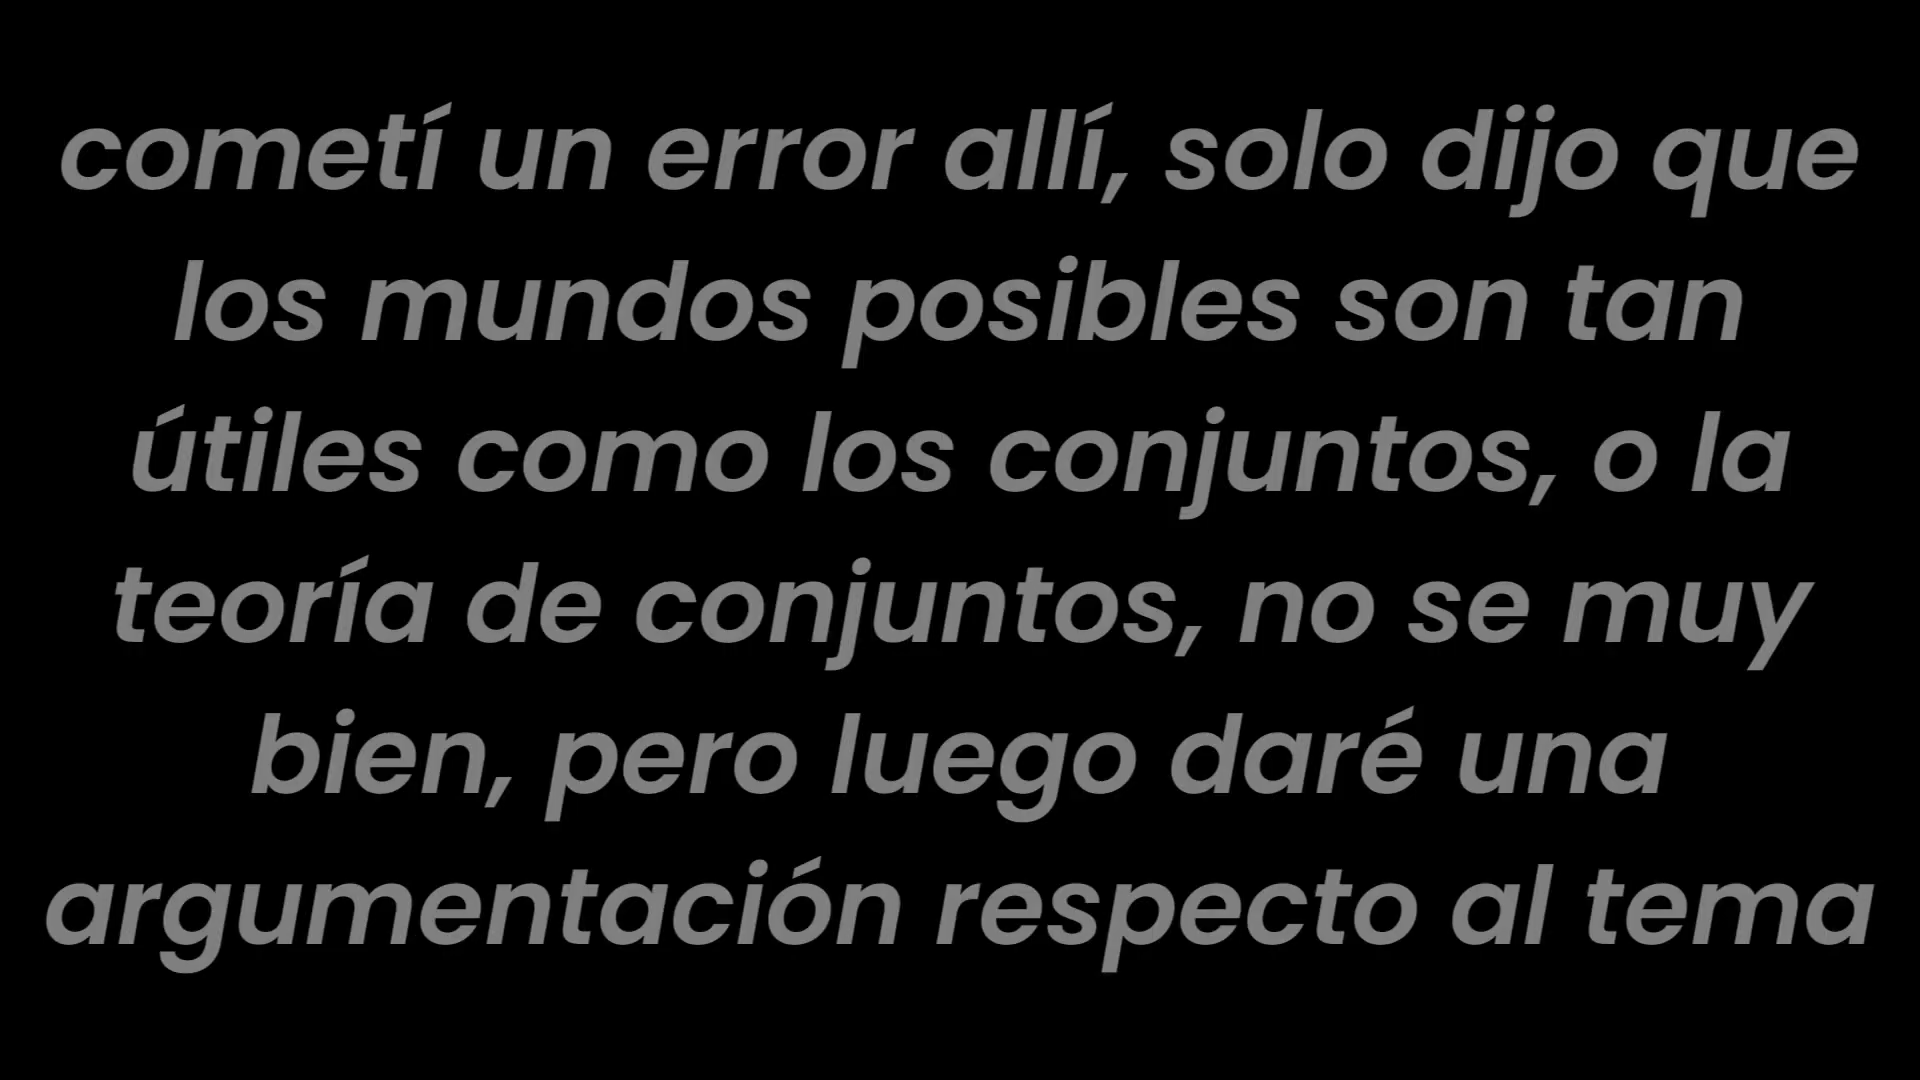 cometí un error allí, solo dijo que
los mundos posibles son tan
útiles como los conjuntos, o la
teoría de conjuntos, no se muy
bien, pero luego daré una
argumentación respecto al tema